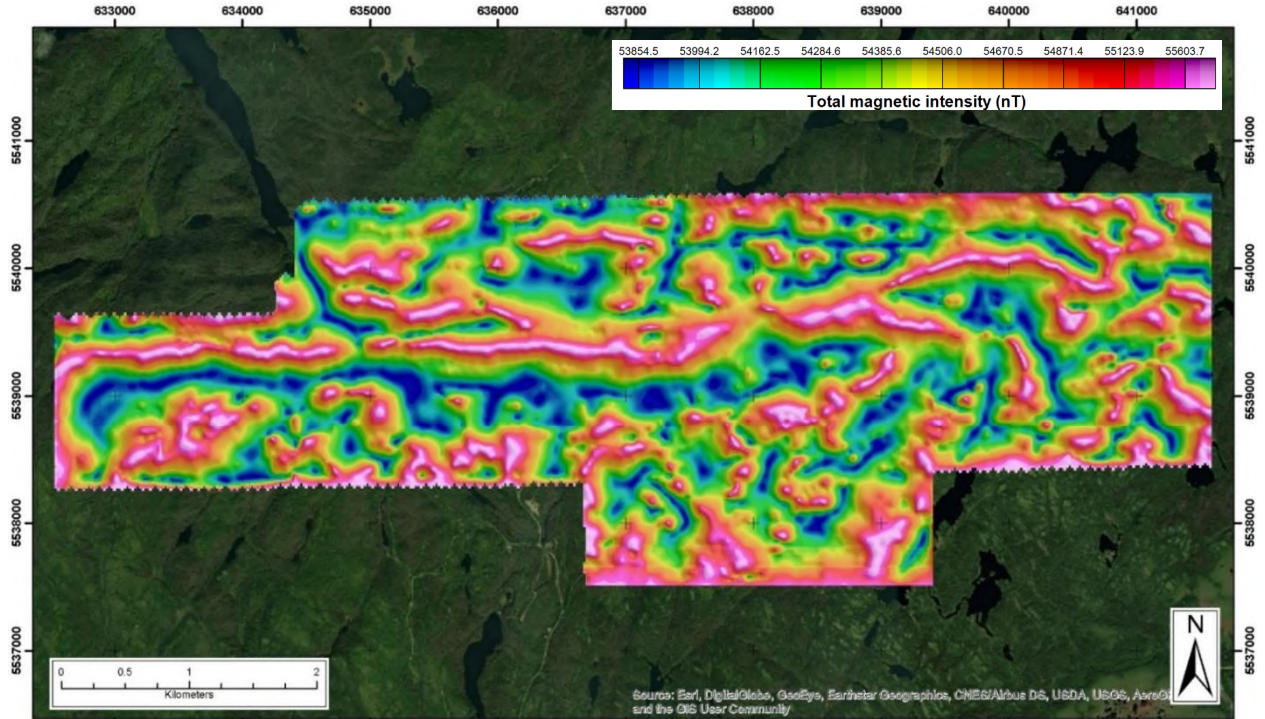 633000 634000 635000 636000 637000 638000 639000 640000 641000
53854.5 53994.2 54162.5 54284.6 54385.6 54506.0 54670.5 54871.4 55123.9 55603.7
Total magnetic intensity (nT)
5541000 5541000
5540000 5540000
5539000 5539000
5538000 5538000
5537000 5537000
N
0 0.5 1 2
Kilometers
Source: Esri, DigitalGlobe, GeoEye, Earthstar Geographics, CNES/Airbus DS, USDA, USGS,
and the GIS User Community